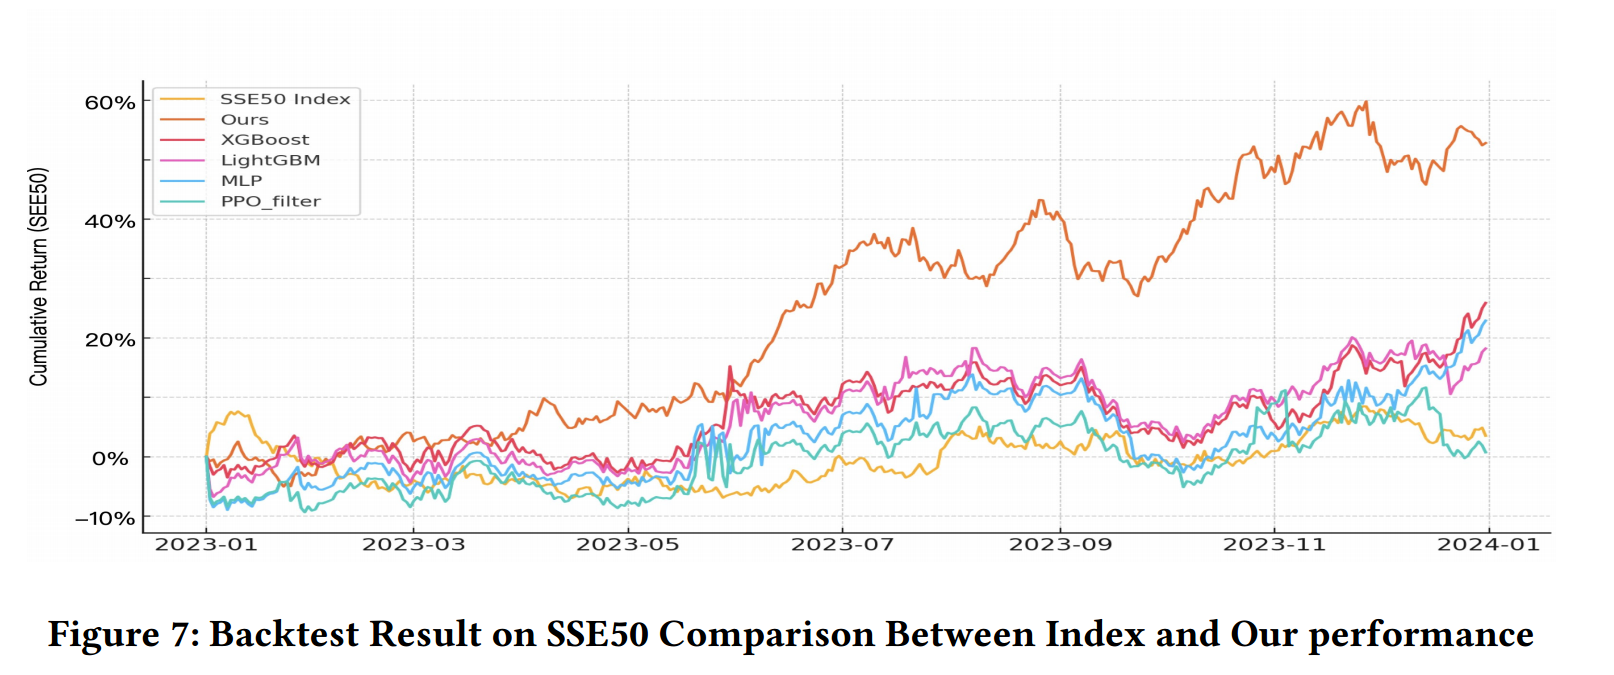 60%
40%
20%
0%
−10%
Cumulative Return (SEE50)
SSE50 Index
Ours
XGBoost
LightGBM
MLP
PPO_filter
2023-01 2023-03 2023-05 2023-07 2023-09 2023-11 2024-01
Figure 7: Backtest Result on SSE50 Comparison Between Index and Our performance